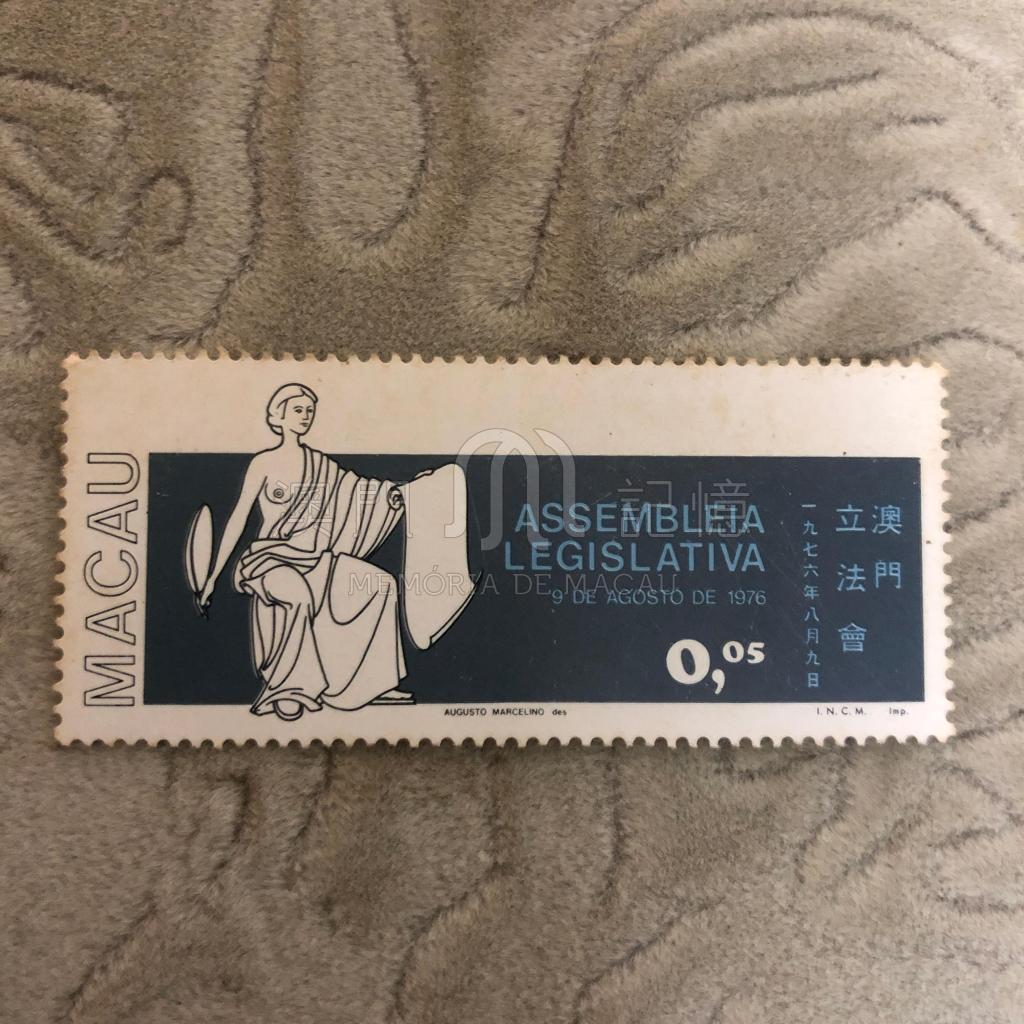 MACAU
ASSEMBLEIA
LEGISLATIVA
9 DE AGOSTO DE 1976
0,05
澳門
立法會
一九七六年八月九日
AUGUSTO MARCELINO des
I. N. C. M. Imp.
澳門記憶
MEMÓRIA DE MACAU